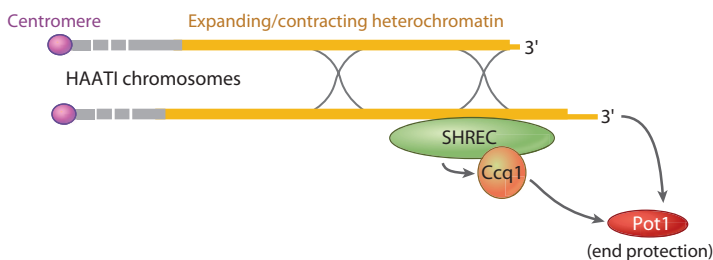 Centromere
Expanding/contracting heterochromatin
3'
HAATI chromosomes
3'
SHREC
Ccq1
Pot1
(end protection)